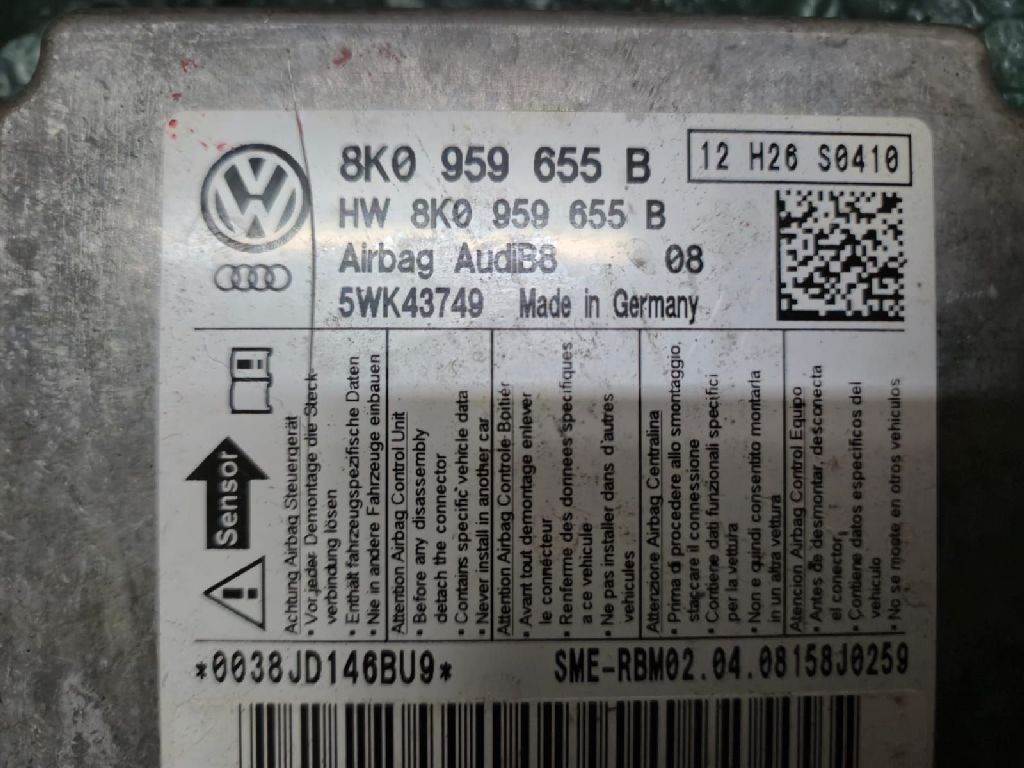 8K0 959 655 B
12 H26 S0410
HW 8K0 959 655 B
Airbag AudiB8 08
5WK43749 Made in Germany
Sensor
Achtung Airbag Steuergerät
• Vor jeder Demontage die Steck-
verbindung lösen
• Enthält fahrzeugspezifische Daten
• Nie in andere Fahrzeuge einbauen
Attention Airbag Control Unit
• Before any disassembly
detach the connector
• Contains specific vehicle data
• Never install in another car
Attention Airbag Controle Boitier
• Avant tout demontage enlever
le connécteur
• Renferme des données specifiques
a ce vehicule
• Ne pas installer dans d'autres
vehicules
Attenzione Airbag Centralina
• Prima di procedere allo smontaggio,
staccare il connessione
• Contiene dati funzionali specifici
per la vettura
• Non e quindi consentito montarla
in un altra vettura
Atencion Airbag Control Equipo
• Antes de desmontar, desconecta
el conector
• Contiene datos especificos del
vehiculo
• No se monte en otros vehiculos
*0038JD146BU9*
SME-RBM02.04.08158J0259